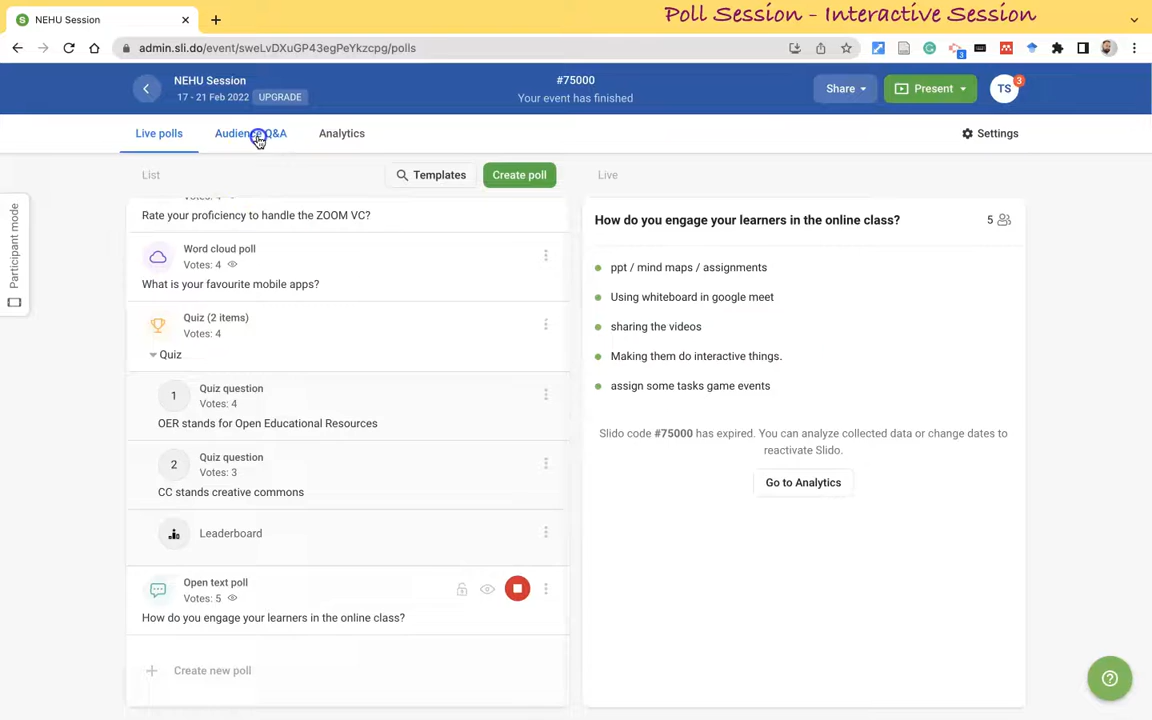 NEHU Session
Poll Session - Interactive Session
admin.sli.do/event/sweLvDXuGP43egPeYkzcpg/polls
3
NEHU Session
17 - 21 Feb 2022
UPGRADE
#75000
Your event has finished
Share
Present
TS
3
Live polls
Audience Q&A
Analytics
Settings
Participant mode
List
Templates
Create poll
Rate your proficiency to handle the ZOOM VC?
Word cloud poll
Votes: 4
What is your favourite mobile apps?
Quiz (2 items)
Votes: 4
Quiz
1
Quiz question
Votes: 4
OER stands for Open Educational Resources
2
Quiz question
Votes: 3
CC stands creative commons
Leaderboard
Open text poll
Votes: 5
How do you engage your learners in the online class?
Create new poll
Live
How do you engage your learners in the online class?
5
ppt / mind maps / assignments
Using whiteboard in google meet
sharing the videos
Making them do interactive things.
assign some tasks game events
Slido code #75000 has expired. You can analyze collected data or change dates to
reactivate Slido.
Go to Analytics